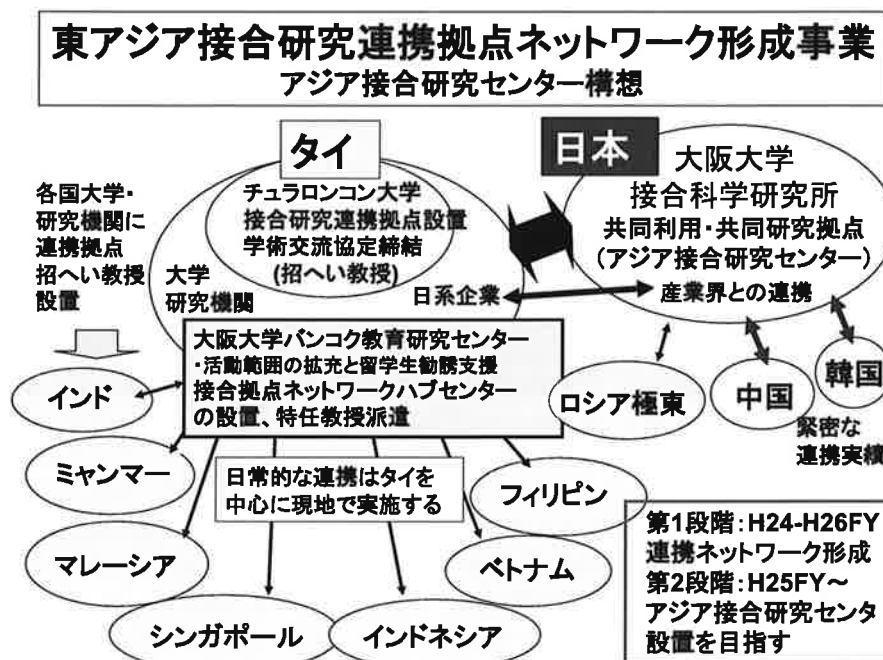 東アジア接合研究連携拠点ネットワーク形成事業
アジア接合研究センター構想
タイ
日本
各国大学・
研究機関に
連携拠点
招へい教授
設置
チュラロンコン大学
接合研究連携拠点設置
学術交流協定締結
(招へい教授)
大学
研究機関
日系企業
大阪大学
接合科学研究所
共同利用・共同研究拠点
(アジア接合研究センター)
産業界との連携
大阪大学バンコク教育研究センター
・活動範囲の拡充と留学生勧誘支援
接合拠点ネットワークハブセンター
の設置、特任教授派遣
インド
ミャンマー
マレーシア
シンガポール
インドネシア
ベトナム
フィリピン
日常的な連携はタイを
中心に現地で実施する
ロシア極東
中国
韓国
緊密な
連携実績
第1段階:H24-H26FY
連携ネットワーク形成
第2段階:H25FY~
アジア接合研究センタ
設置を目指す